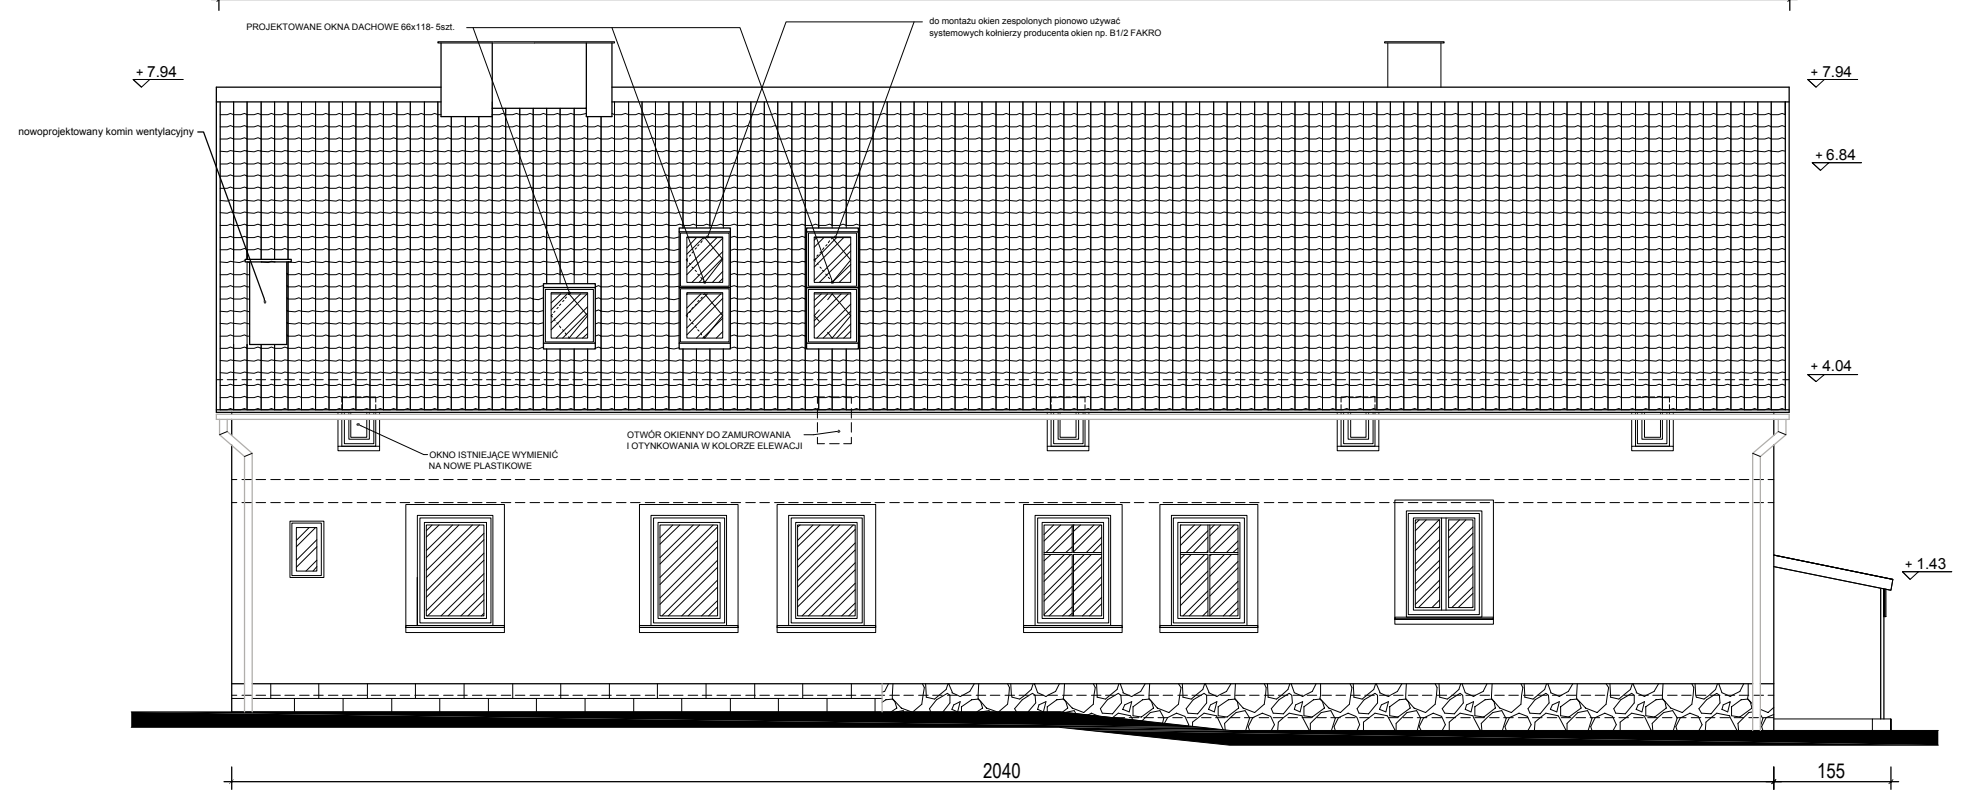 PROJEKTOWANE OKNA DACHOWE 66x118- 5szt.
do montażu okien zespolonych pionowo używać
systemowych kołnierzy producenta okien np. B1/2 FAKRO
+ 7.94
+ 7.94
nowoprojektowany komin wentylacyjny
+ 6.84
+ 4.04
OTWÓR OKIENNY DO ZAMUROWANIA
I OTYNKOWANIA W KOLORZE ELEWACJI
OKNO ISTNIEJĄCE WYMIENIĆ
NA NOWE PLASTIKOWE
+ 1.43
2040
155